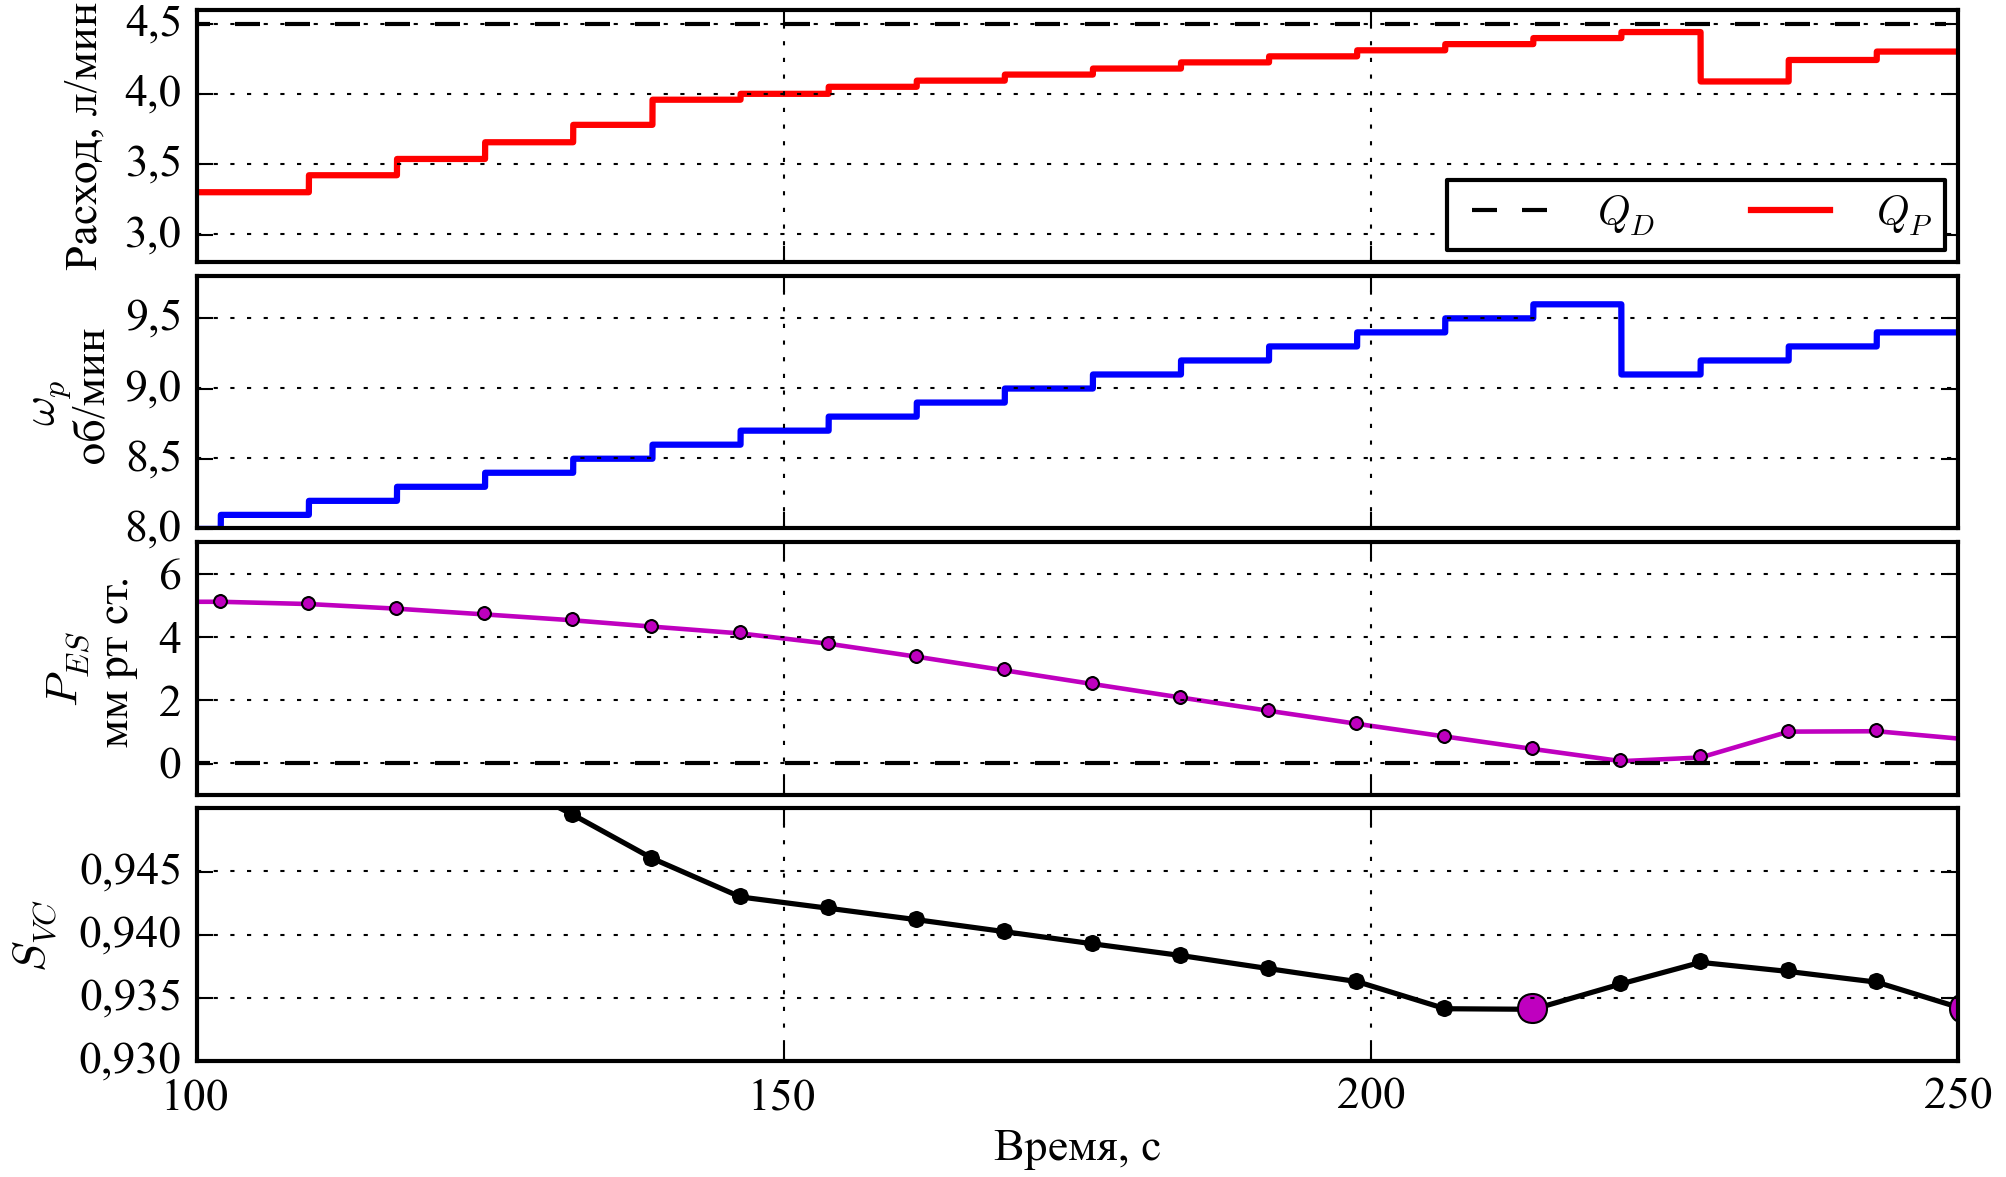 Расход, л/мин
4,5
4,0
3,5
3,0
Q_D Q_P
ω_p
об/мин
9,5
9,0
8,5
8,0
P_ES
мм рт ст.
6
4
2
0
S_VC
0,945
0,940
0,935
0,930
100 150 200 250
Время, с